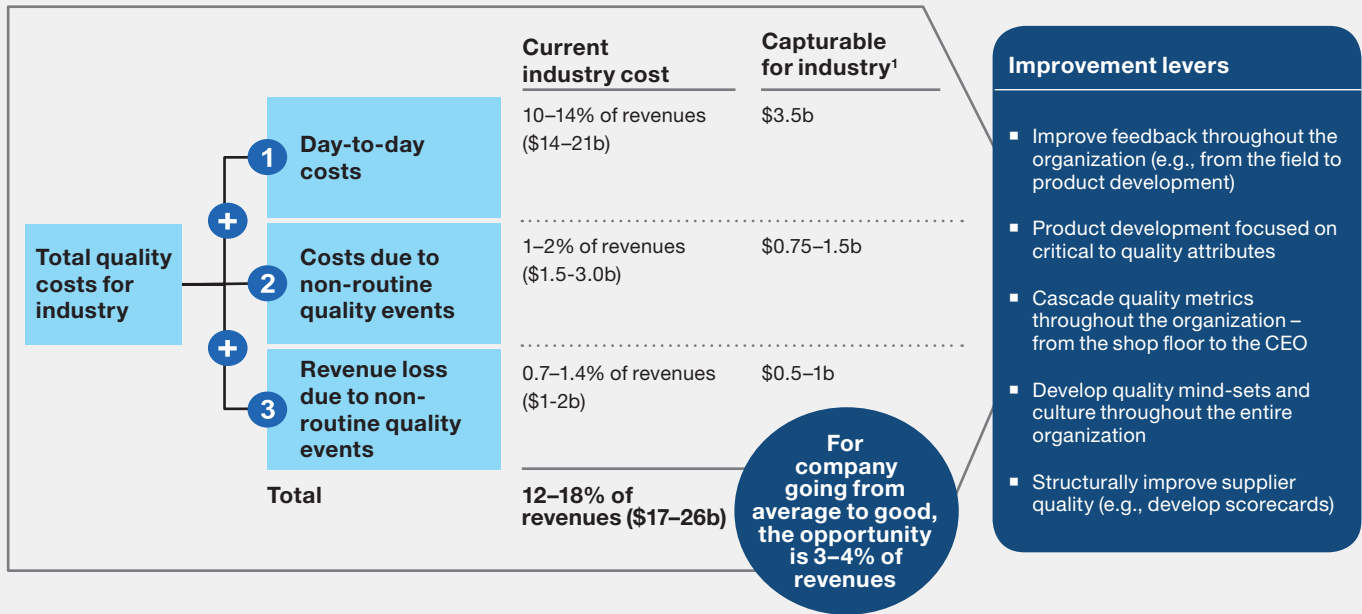 Current
industry cost
Capturable
for industry¹
Improvement levers
Total quality
costs for
industry
+
+
1
Day-to-day
costs
10–14% of revenues
($14–21b)
$3.5b
2
Costs due to
non-routine
quality events
1–2% of revenues
($1.5-3.0b)
$0.75–1.5b
3
Revenue loss
due to non-
routine quality
events
0.7–1.4% of revenues
($1-2b)
$0.5–1b
Total
12–18% of
revenues ($17–26b)
For
company
going from
average to good,
the opportunity
is 3–4% of
revenues
■ Improve feedback throughout the
organization (e.g., from the field to
product development)
■ Product development focused on
critical to quality attributes
■ Cascade quality metrics
throughout the organization –
from the shop floor to the CEO
■ Develop quality mind-sets and
culture throughout the entire
organization
■ Structurally improve supplier
quality (e.g., develop scorecards)